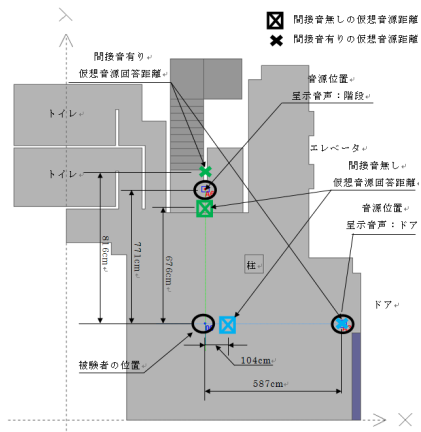 間接音無しの仮想音源距離
間接音有りの仮想音源距離
間接音有り
仮想音源回答距離
音源位置
呈示音声：階段
トイレ
エレベータ
間接音無し
仮想音源回答距離
トイレ
音源位置
呈示音声：ドア
816cm
771cm
676cm
柱
ドア
被験者の位置
104cm
587cm
Y
X